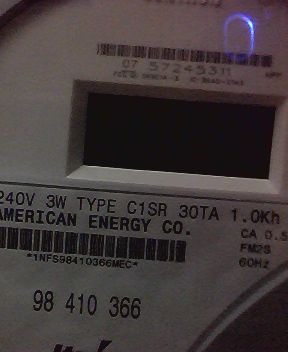 07 57245311
240V 3W TYPE C1SR 30TA 1.0Kh
AMERICAN ENERGY CO.
CA 0.5
FM2S
60Hz
*1NFS98410366MEC*
98 410 366